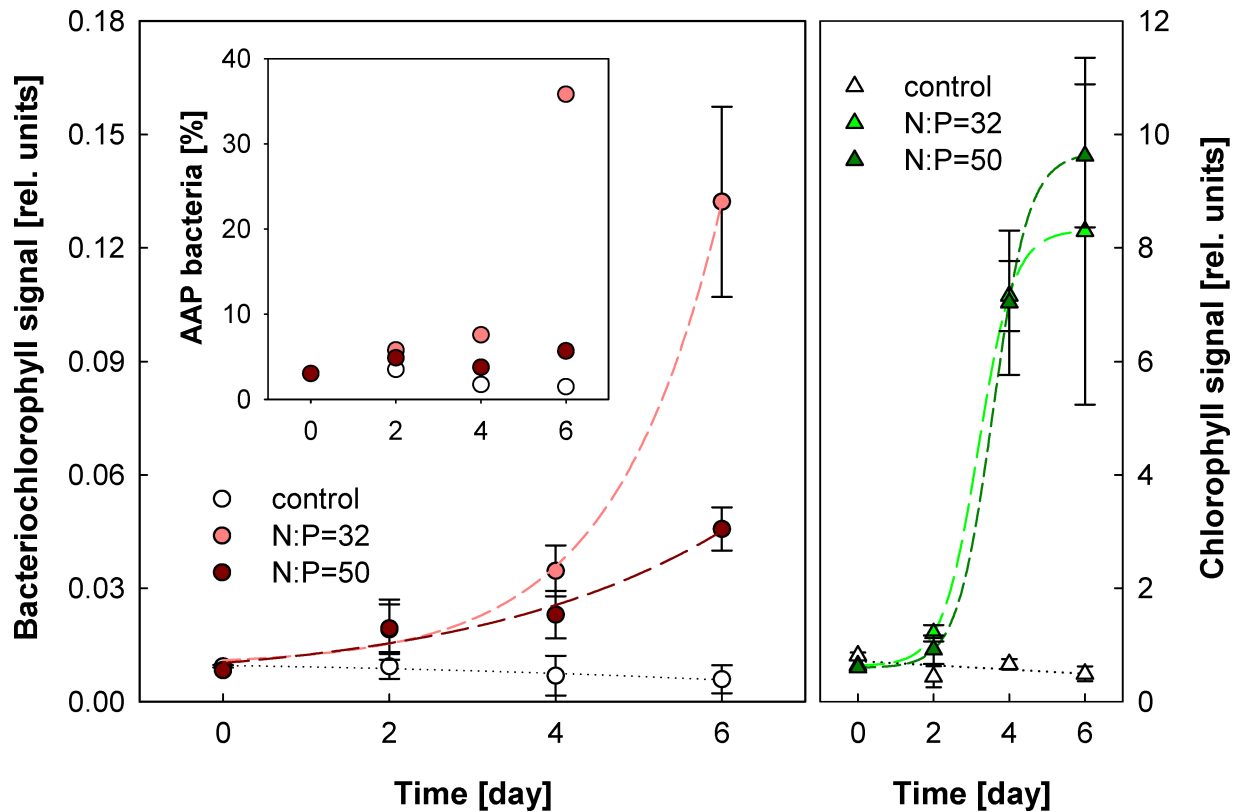 Bacteriochlorophyll signal [rel. units]
0.18
0.15
0.12
0.09
0.06
0.03
0.00
0
2
4
6
Time [day]
AAP bacteria [%]
40
30
20
10
0
0
2
4
6
control
N:P=32
N:P=50
control
N:P=32
N:P=50
12
10
8
6
4
2
0
0
2
4
6
Time [day]
Chlorophyll signal [rel. units]